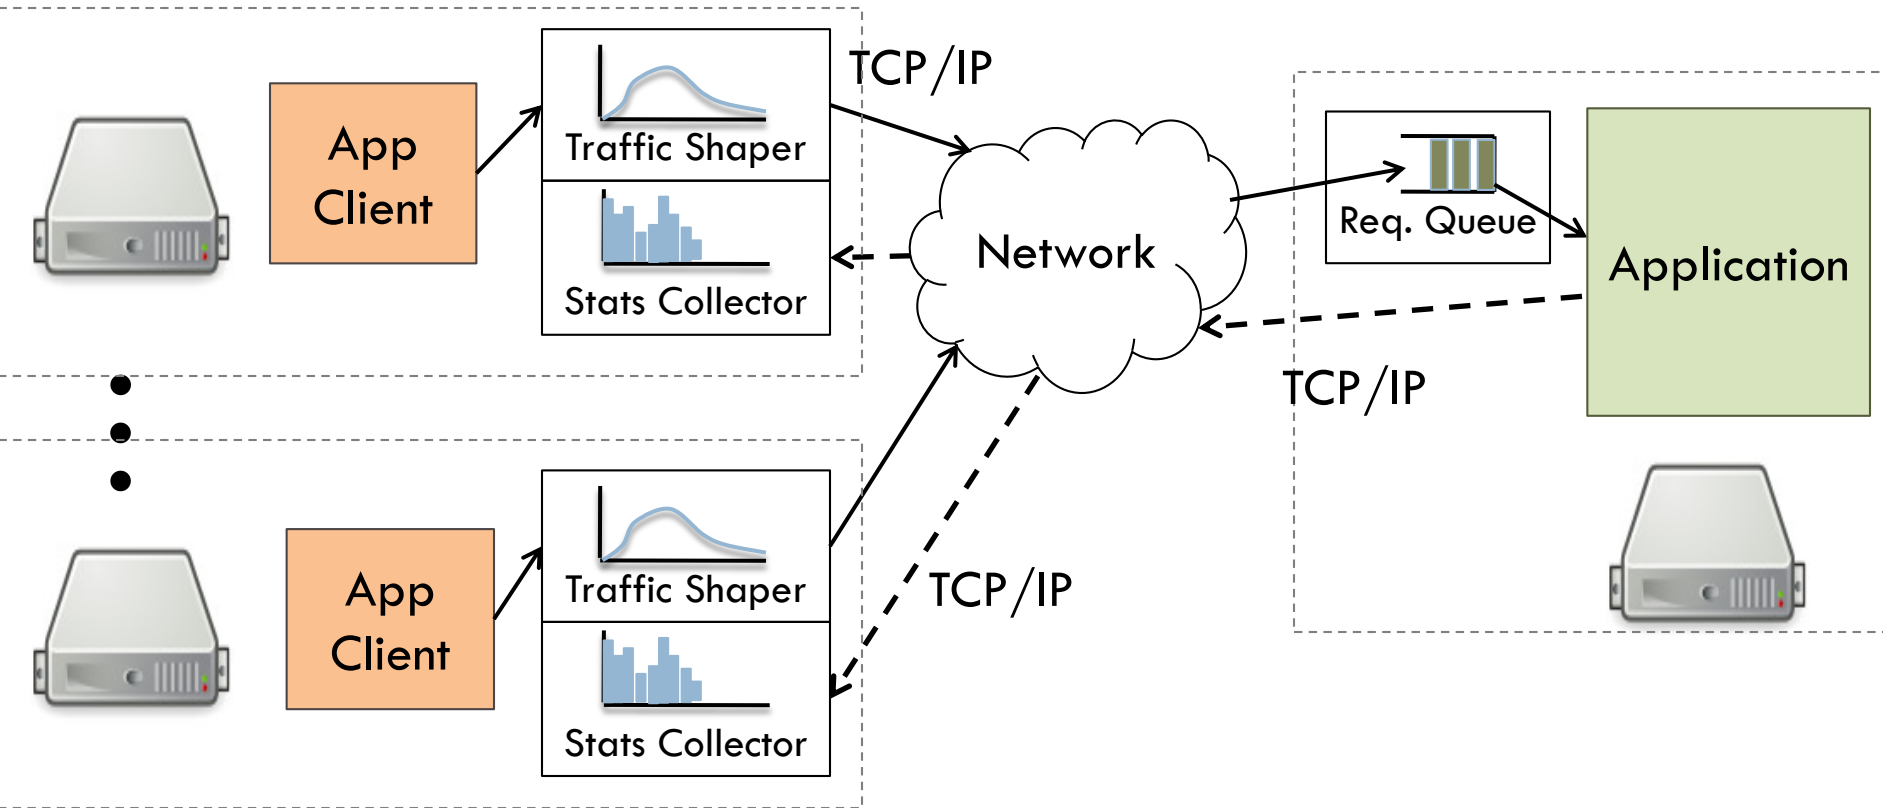 App
Client
Traffic Shaper
Stats Collector
TCP/IP
Network
Req. Queue
Application
TCP/IP
App
Client
Traffic Shaper
Stats Collector
TCP/IP